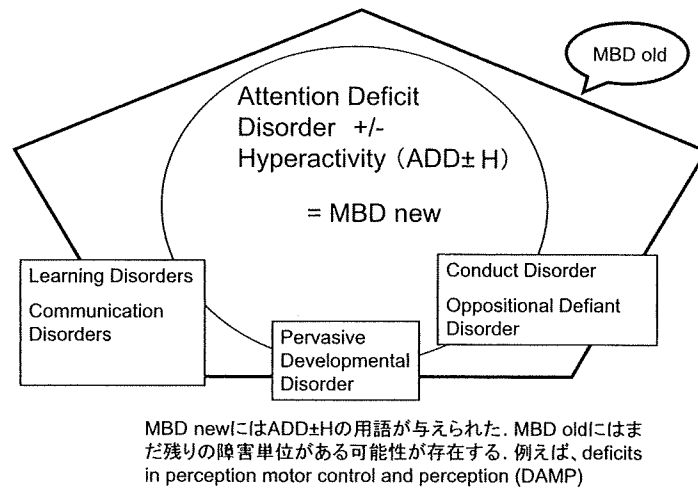 MBD old
Attention Deficit
Disorder +/-
Hyperactivity (ADD±H)
= MBD new
Learning Disorders
Communication
Disorders
Pervasive
Developmental
Disorder
Conduct Disorder
Oppositional Defiant
Disorder
MBD newにはADD±Hの用語が与えられた. MBD oldにはま
だ残りの障害単位がある可能性が存在する. 例えば、deficits
in perception motor control and perception (DAMP)